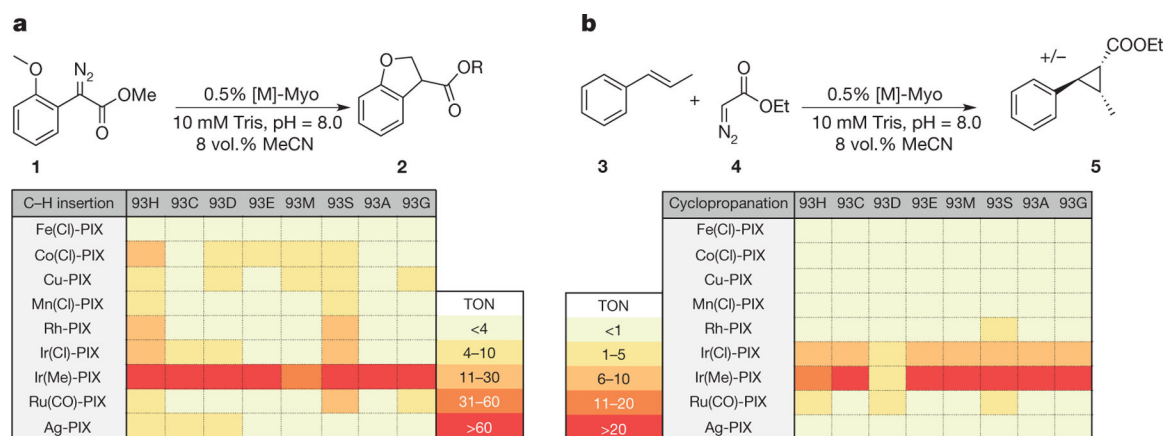 a
N2
O
OMe
O
1
0.5% [M]-Myo
10 mM Tris, pH = 8.0
8 vol.% MeCN
O
OR
O
2
C–H insertion 93H 93C 93D 93E 93M 93S 93A 93G
Fe(Cl)-PIX
Co(Cl)-PIX
Cu-PIX
Mn(Cl)-PIX
Rh-PIX
Ir(Cl)-PIX
Ir(Me)-PIX
Ru(CO)-PIX
Ag-PIX
TON
<4
4–10
11–30
31–60
>60
b
3
+
O
OEt
N2
4
0.5% [M]-Myo
10 mM Tris, pH = 8.0
8 vol.% MeCN
+/−
COOEt
5
Cyclopropanation 93H 93C 93D 93E 93M 93S 93A 93G
Fe(Cl)-PIX
Co(Cl)-PIX
Cu-PIX
Mn(Cl)-PIX
Rh-PIX
Ir(Cl)-PIX
Ir(Me)-PIX
Ru(CO)-PIX
Ag-PIX
TON
<1
1–5
6–10
11–20
>20